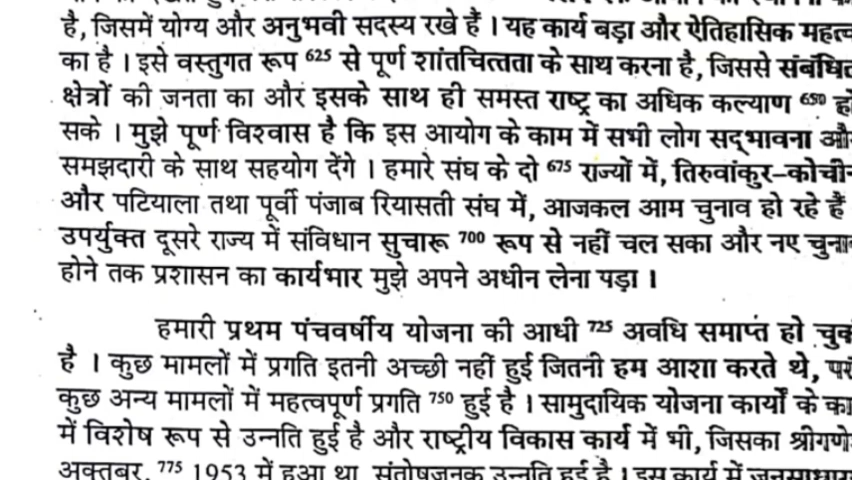 है, जिसमें योग्य और अनुभवी सदस्य रखे हैं । यह कार्य बड़ा और ऐतिहासिक महत्व
का है । इसे वस्तुगत रूप 625 से पूर्ण शांतचित्तता के साथ करना है, जिससे संबंधित
क्षेत्रों की जनता का और इसके साथ ही समस्त राष्ट्र का अधिक कल्याण 650 हो
सके । मुझे पूर्ण विश्वास है कि इस आयोग के काम में सभी लोग सद्भावना और
समझदारी के साथ सहयोग देंगे । हमारे संघ के दो 675 राज्यों में, तिरुवांकुर-कोचीन
और पटियाला तथा पूर्वी पंजाब रियासती संघ में, आजकल आम चुनाव हो रहे हैं
उपर्युक्त दूसरे राज्य में संविधान सुचारू 700 रूप से नहीं चल सका और नए चुनाव
होने तक प्रशासन का कार्यभार मुझे अपने अधीन लेना पड़ा ।
हमारी प्रथम पंचवर्षीय योजना की आधी 725 अवधि समाप्त हो चुक
है । कुछ मामलों में प्रगति इतनी अच्छी नहीं हुई जितनी हम आशा करते थे,
कुछ अन्य मामलों में महत्वपूर्ण प्रगति 750 हुई है । सामुदायिक योजना कार्यों के
में विशेष रूप से उन्नति हुई है और राष्ट्रीय विकास कार्य में भी, जिसका श्रीगणे
अक्तूबर, 775 1953 में हुआ था, संतोषजनक उन्नति हुई है । इस कार्य में जनसाधार